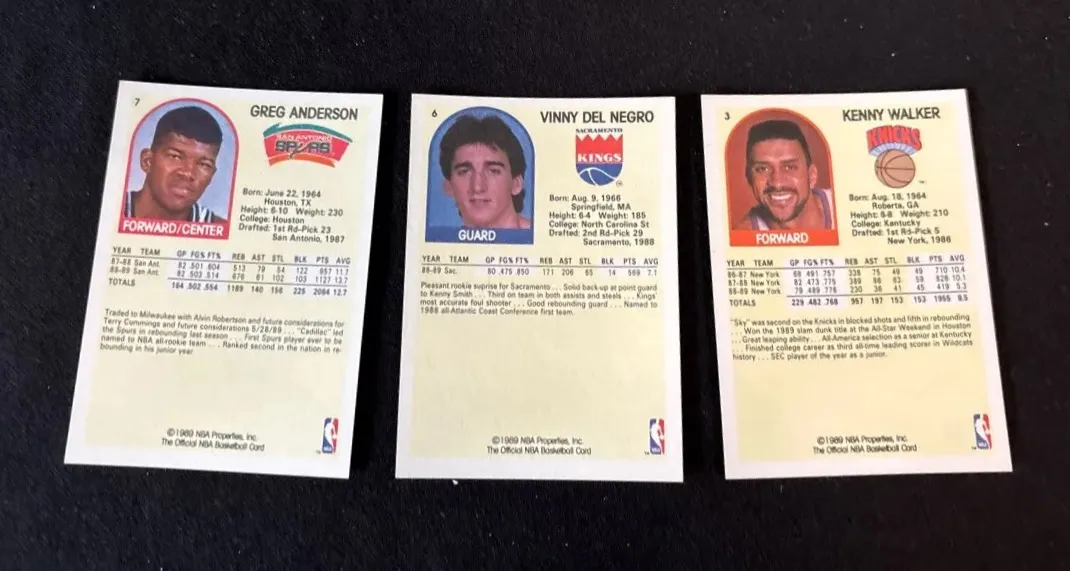 7
GREG ANDERSON
SAN ANTONIO
SPURS
Born: June 22, 1964
Houston, TX
Height: 6-10 Weight: 230
College: Houston
Drafted: 1st Rd-Pick 23
San Antonio, 1987
FORWARD/CENTER
YEAR TEAM GP FG% FT% REB AST STL BLK PTS AVG
87-88 San Ant. 82 .501 .604 513 79 54 122 957 11.7
88-89 San Ant. 82 .503 .514 676 61 102 103 1127 13.7
TOTALS 164 .502 .554 1189 140 156 225 2084 12.7
Traded to Milwaukee with Alvin Robertson and future considerations for
Terry Cummings and future considerations 5/28/89 . . . "Cadillac" led
the Spurs in rebounding last season . . . First Spurs player ever to be
named to NBA all-rookie team . . . Ranked second in the nation in re-
bounding in his junior year.
©1989 NBA Properties, Inc.
The Official NBA Basketball Card
NBA
6
VINNY DEL NEGRO
SACRAMENTO
KINGS
Born: Aug. 9, 1966
Springfield, MA
Height: 6-4 Weight: 185
College: North Carolina St
Drafted: 2nd Rd-Pick 29
Sacramento, 1988
GUARD
YEAR TEAM GP FG% FT% REB AST STL BLK PTS AVG
88-89 Sac. 80 .475 .850 171 206 65 14 569 7.1
Pleasant rookie suprise for Sacramento . . . Solid back-up at point guard
to Kenny Smith . . . Third on team in both assists and steals . . . Kings'
most accurate foul shooter . . . Good rebounding guard . . . Named to
1988 all-Atlantic Coast Conference first team.
©1989 NBA Properties, Inc.
The Official NBA Basketball Card
NBA
3
KENNY WALKER
KNICKS
Born: Aug. 18, 1964
Roberta, GA
Height: 6-8 Weight: 210
College: Kentucky
Drafted: 1st Rd-Pick 5
New York, 1986
FORWARD
YEAR TEAM GP FG% FT% REB AST STL BLK PTS AVG
86-87 New York 68 .491 .757 338 75 49 49 710 10.4
87-88 New York 82 .473 .775 389 86 63 59 826 10.1
88-89 New York 79 .489 .776 230 36 41 45 419 5.3
TOTALS 229 .482 .768 957 197 153 153 1955 8.5
"Sky" was second on the Knicks in blocked shots and fifth in rebounding
. . . Won the 1989 slam dunk title at the All-Star Weekend in Houston
. . . Great leaping ability . . . All-America selection as a senior at Kentucky
. . . Finished college career as third all-time leading scorer in Wildcats
history . . . SEC player of the year as a junior.
©1989 NBA Properties, Inc.
The Official NBA Basketball Card
NBA